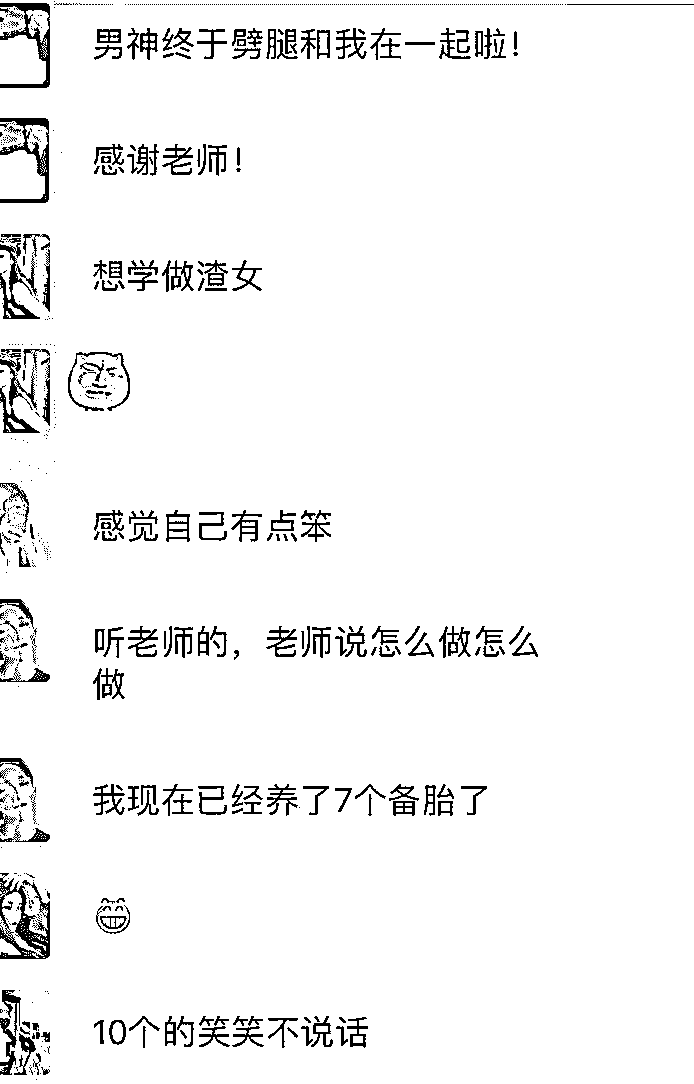 男神终于劈腿和我在一起啦！
感谢老师！
想学做渣女
感觉自己有点笨
听老师的，老师说怎么做怎么
做
我现在已经养了7个备胎了
10个的笑笑不说话